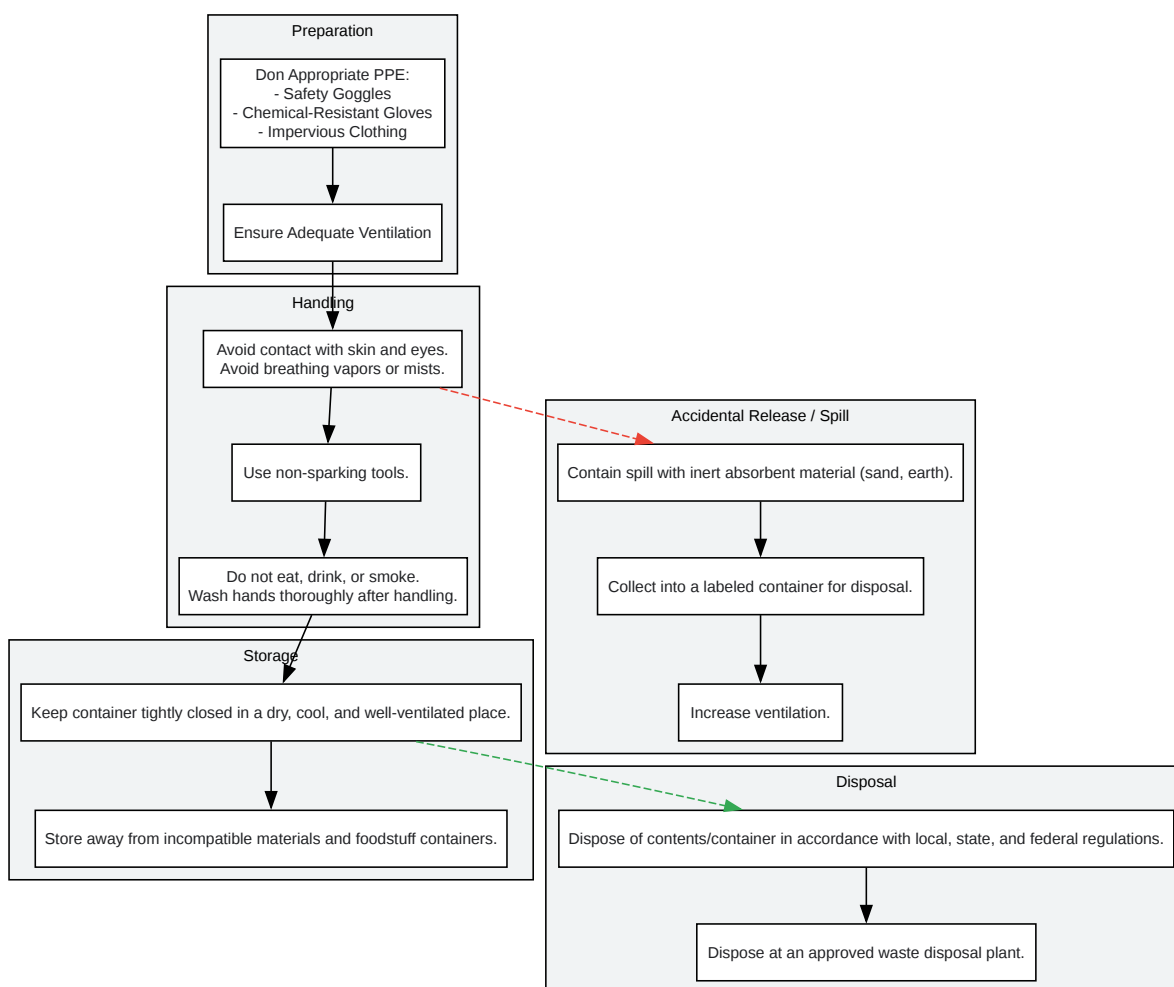 Preparation
Don Appropriate PPE:
- Safety Goggles
- Chemical-Resistant Gloves
- Impervious Clothing
Ensure Adequate Ventilation
Handling
Avoid contact with skin and eyes.
Avoid breathing vapors or mists.
Use non-sparking tools.
Do not eat, drink, or smoke.
Wash hands thoroughly after handling.
Storage
Keep container tightly closed in a dry, cool, and well-ventilated place.
Store away from incompatible materials and foodstuff containers.
Accidental Release / Spill
Contain spill with inert absorbent material (sand, earth).
Collect into a labeled container for disposal.
Increase ventilation.
Disposal
Dispose of contents/container in accordance with local, state, and federal regulations.
Dispose at an approved waste disposal plant.